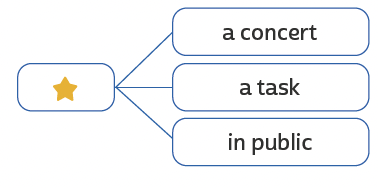 a concert
a task
in public